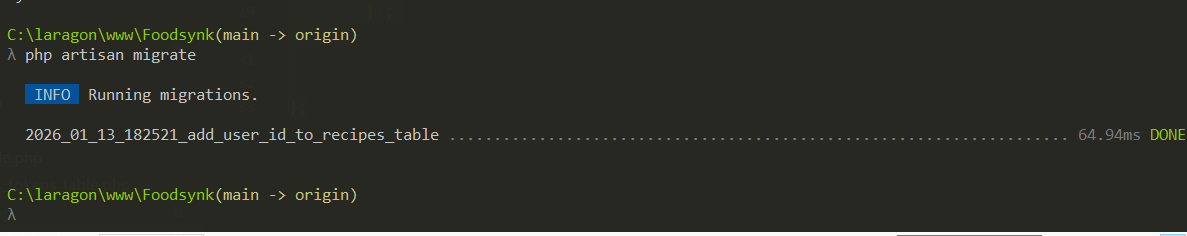 C:\laragon\www\Foodsynk(main -> origin)
λ php artisan migrate
INFO Running migrations.
2026_01_13_182521_add_user_id_to_recipes_table ..................................................................... 64.94ms DONE
C:\laragon\www\Foodsynk(main -> origin)
λ